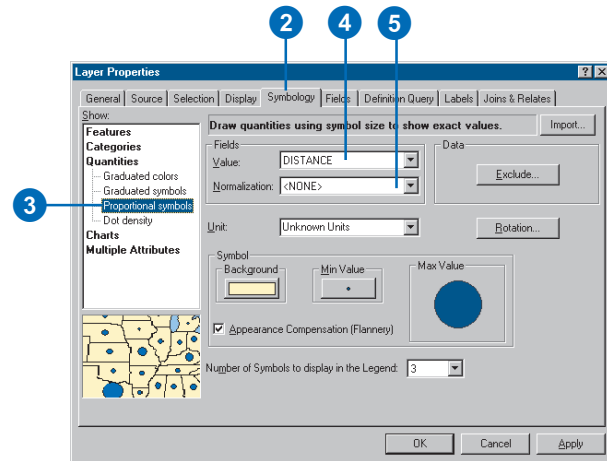 2 4 5
Layer Properties
General Source Selection Display Symbology Fields Definition Query Labels Joins & Relates
Show:
Features
Categories
Quantities
Graduated colors
Graduated symbols
3
Proportional symbols
Dot density
Charts
Multiple Attributes
Draw quantities using symbol size to show exact values.
Import...
Fields
Value: DISTANCE
Normalization: <NONE>
Data
Exclude...
Unit: Unknown Units
Rotation...
Symbol
Background
Min Value
Max Value
Appearance Compensation (Flannery)
Number of Symbols to display in the Legend: 3
OK Cancel Apply